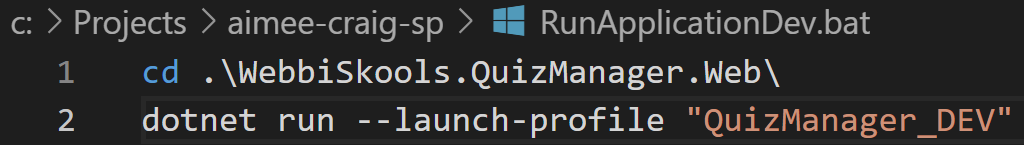 c: > Projects > aimee-craig-sp > RunApplicationDev.bat
1 cd .\WebbiSkools.QuizManager.Web\
2 dotnet run --launch-profile "QuizManager_DEV"